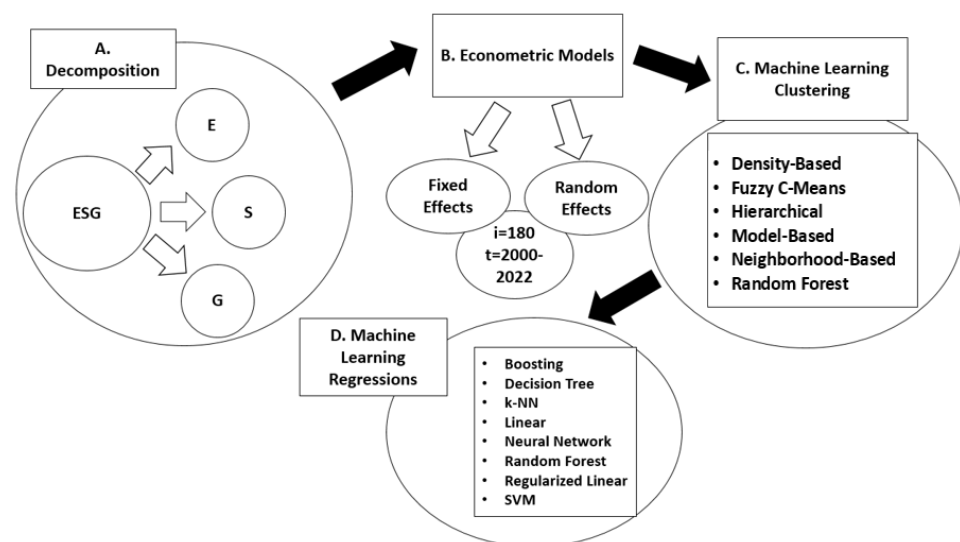 A.
Decomposition
ESG
E
S
G
B. Econometric Models
Fixed
Effects
Random
Effects
i=180
t=2000-
2022
C. Machine Learning
Clustering
• Density-Based
• Fuzzy C-Means
• Hierarchical
• Model-Based
• Neighborhood-Based
• Random Forest
D. Machine
Learning
Regressions
• Boosting
• Decision Tree
• k-NN
• Linear
• Neural Network
• Random Forest
• Regularized Linear
• SVM